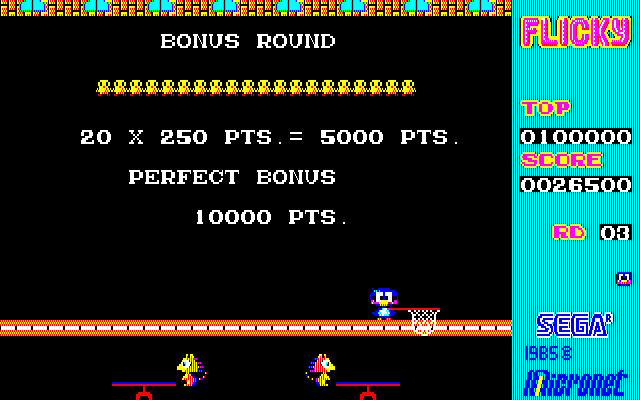 BONUS ROUND
20 X 250 PTS.= 5000 PTS.
PERFECT BONUS
10000 PTS.
FLICKY
TOP
0100000
SCORE
0026500
RD 03
SEGA
1985
Micronet